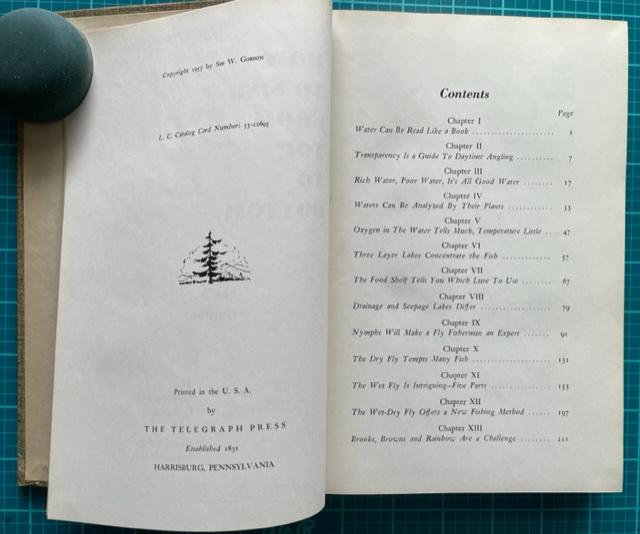 Copyright 1955 by Sid W. Gordon
L. C. Catalog Card Number: 55-11695
Printed in the U. S. A.
by
THE TELEGRAPH PRESS
Established 1831
HARRISBURG, PENNSYLVANIA
Contents
Page
Chapter I
Water Can Be Read Like a Book .................... 1
Chapter II
Transparency Is a Guide To Daytime Angling .......... 7
Chapter III
Rich Water, Poor Water, It's All Good Water ........ 17
Chapter IV
Waters Can Be Analyzed By Their Plants ............ 33
Chapter V
Oxygen in The Water Tells Much, Temperature Little .. 47
Chapter VI
Three Layer Lakes Concentrate the Fish ............. 57
Chapter VII
The Food Shelf Tells You Which Lure To Use ........ 67
Chapter VIII
Drainage and Seepage Lakes Differ ................. 79
Chapter IX
Nymphs Will Make a Fly Fisherman an Expert ....... 91
Chapter X
The Dry Fly Tempts Many Fish .................... 131
Chapter XI
The Wet Fly Is Intriguing—Five Parts ............... 153
Chapter XII
The Wet-Dry Fly Offers a New Fishing Method ...... 197
Chapter XIII
Brooks, Browns and Rainbow Are a Challenge ........ 211